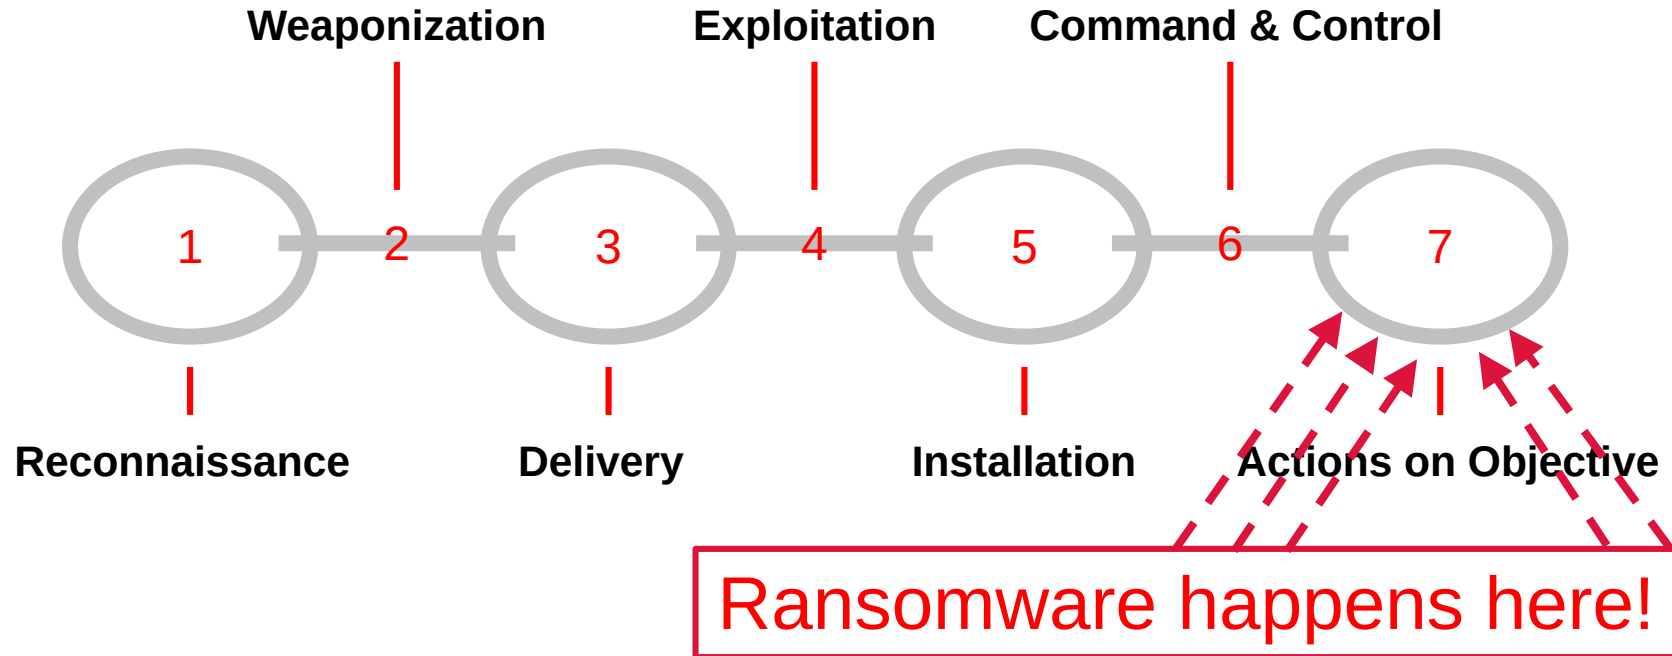 Weaponization Exploitation Command & Control
1 2 3 4 5 6 7
Reconnaissance Delivery Installation Actions on Objective
Ransomware happens here!